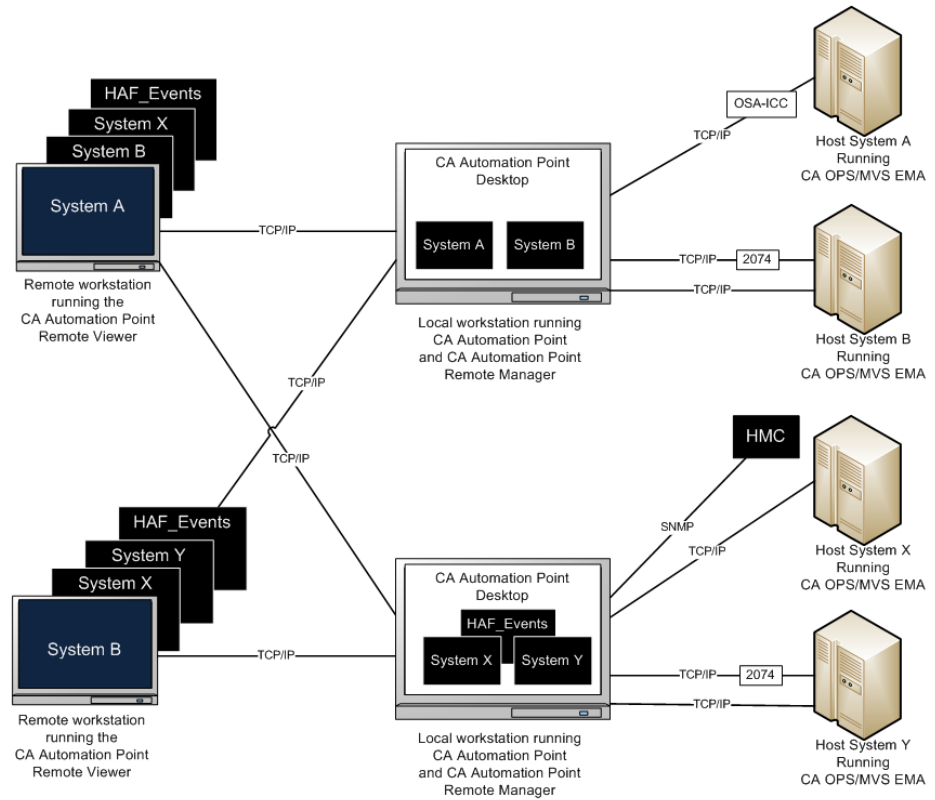 HAF_Events
System X
System B
System A
Remote workstation
running the
CA Automation Point
Remote Viewer
TCP/IP
TCP/IP
TCP/IP
CA Automation Point
Desktop
System A
System B
Local workstation running
CA Automation Point
and CA Automation Point
Remote Manager
TCP/IP
OSA-ICC
Host System A
Running
CA OPS/MVS EMA
TCP/IP
2074
TCP/IP
Host System B
Running
CA OPS/MVS EMA
HAF_Events
System Y
System X
System B
Remote workstation
running the
CA Automation Point
Remote Viewer
TCP/IP
CA Automation Point
Desktop
HAF_Events
System X
System Y
Local workstation running
CA Automation Point
and CA Automation Point
Remote Manager
HMC
SNMP
TCP/IP
Host System X
Running
CA OPS/MVS EMA
TCP/IP
2074
TCP/IP
Host System Y
Running
CA OPS/MVS EMA